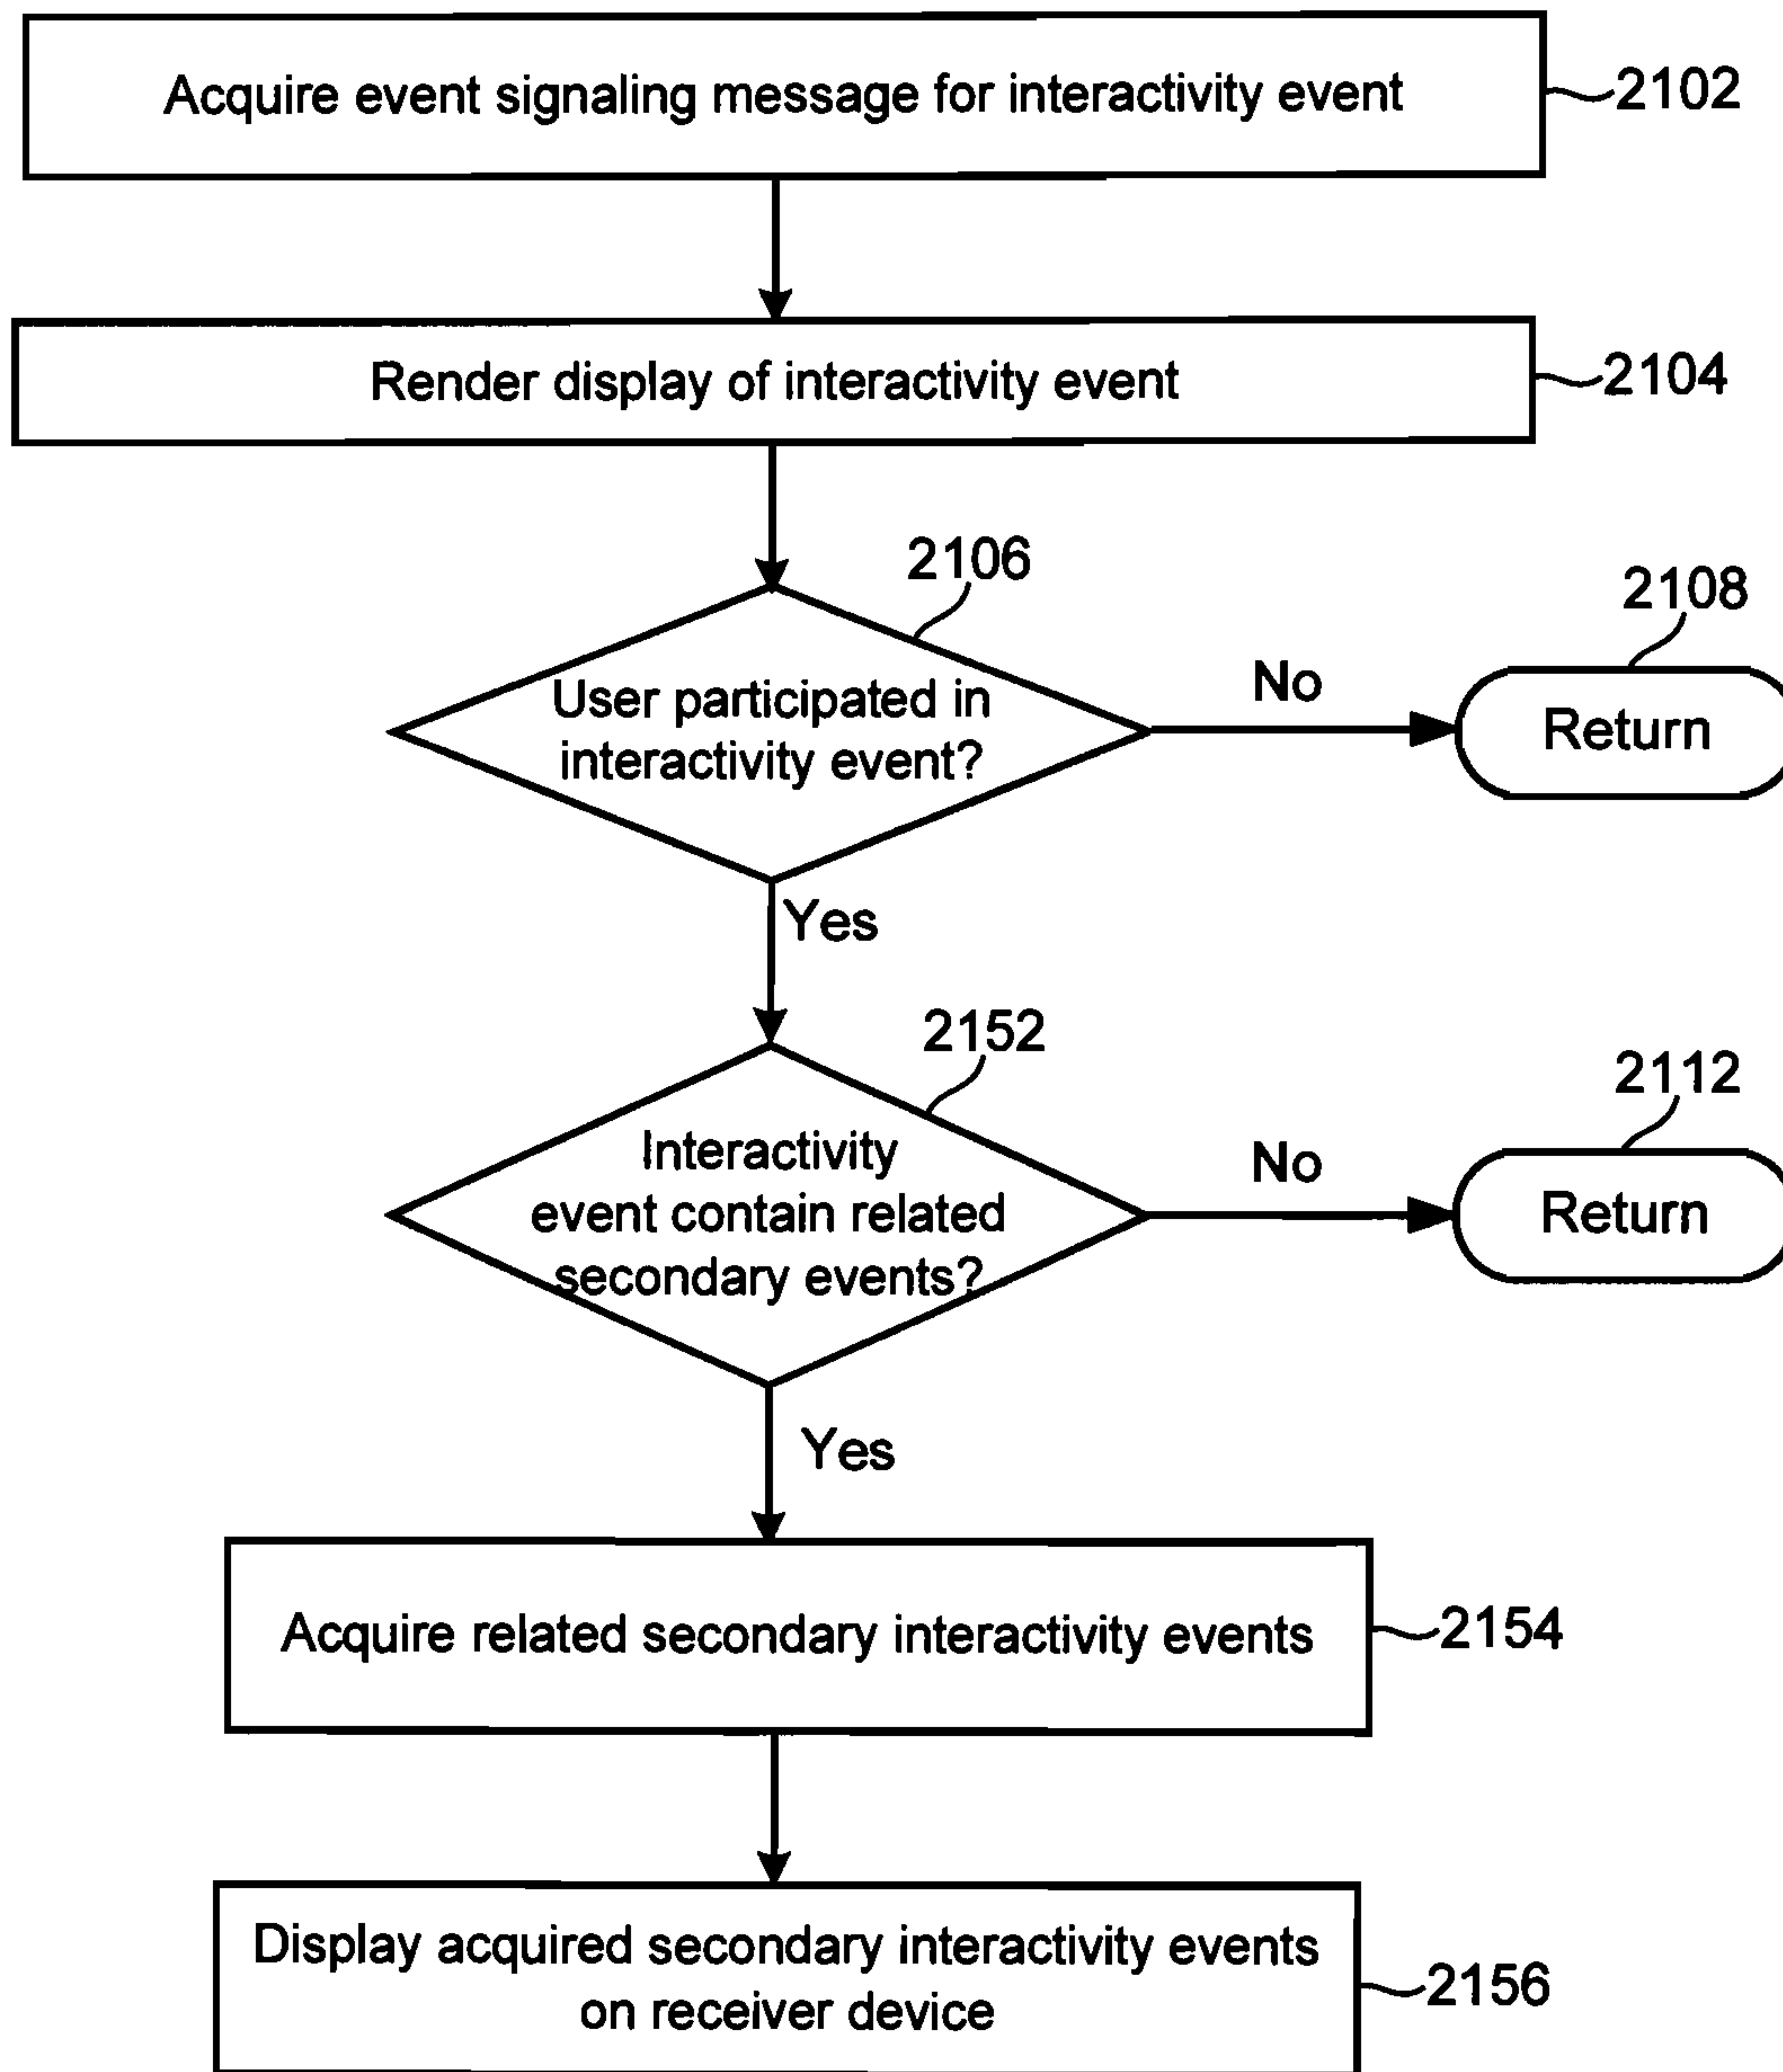 Acquire event signaling message for interactivity event
2102
Render display of interactivity event
2104
2106
2108
User participated in
interactivity event?
No
Return
Yes
2152
2112
Interactivity
event contain related
secondary events?
No
Return
Yes
Acquire related secondary interactivity events
2154
Display acquired secondary interactivity events
on receiver device
2156